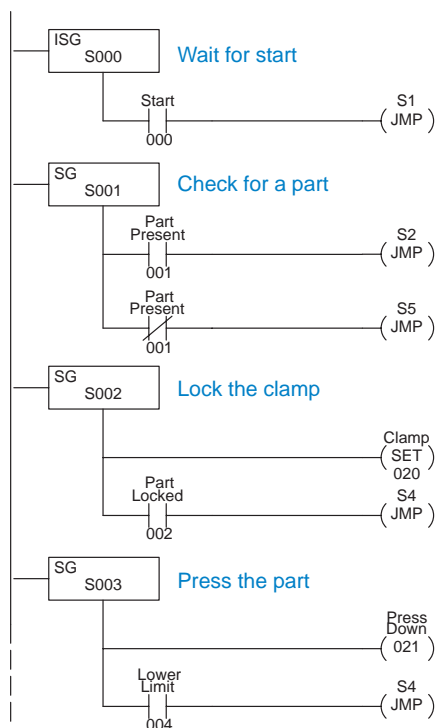 ISG
S000
Wait for start
Start
000
S1
JMP
SG
S001
Check for a part
Part
Present
001
S2
JMP
Part
Present
001
S5
JMP
SG
S002
Lock the clamp
Clamp
SET
020
Part
Locked
002
S4
JMP
SG
S003
Press the part
Press
Down
021
Lower
Limit
004
S4
JMP